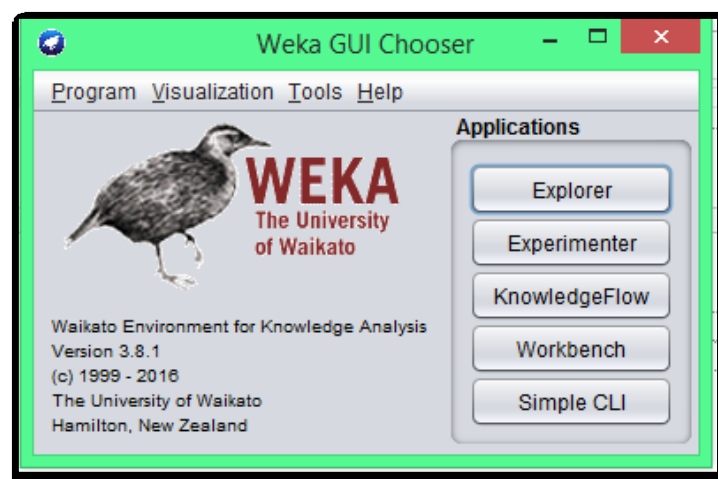 Weka GUI Chooser
Program Visualization Tools Help
WEKA
The University
of Waikato
Waikato Environment for Knowledge Analysis
Version 3.8.1
(c) 1999 - 2016
The University of Waikato
Hamilton, New Zealand
Applications
Explorer
Experimenter
KnowledgeFlow
Workbench
Simple CLI